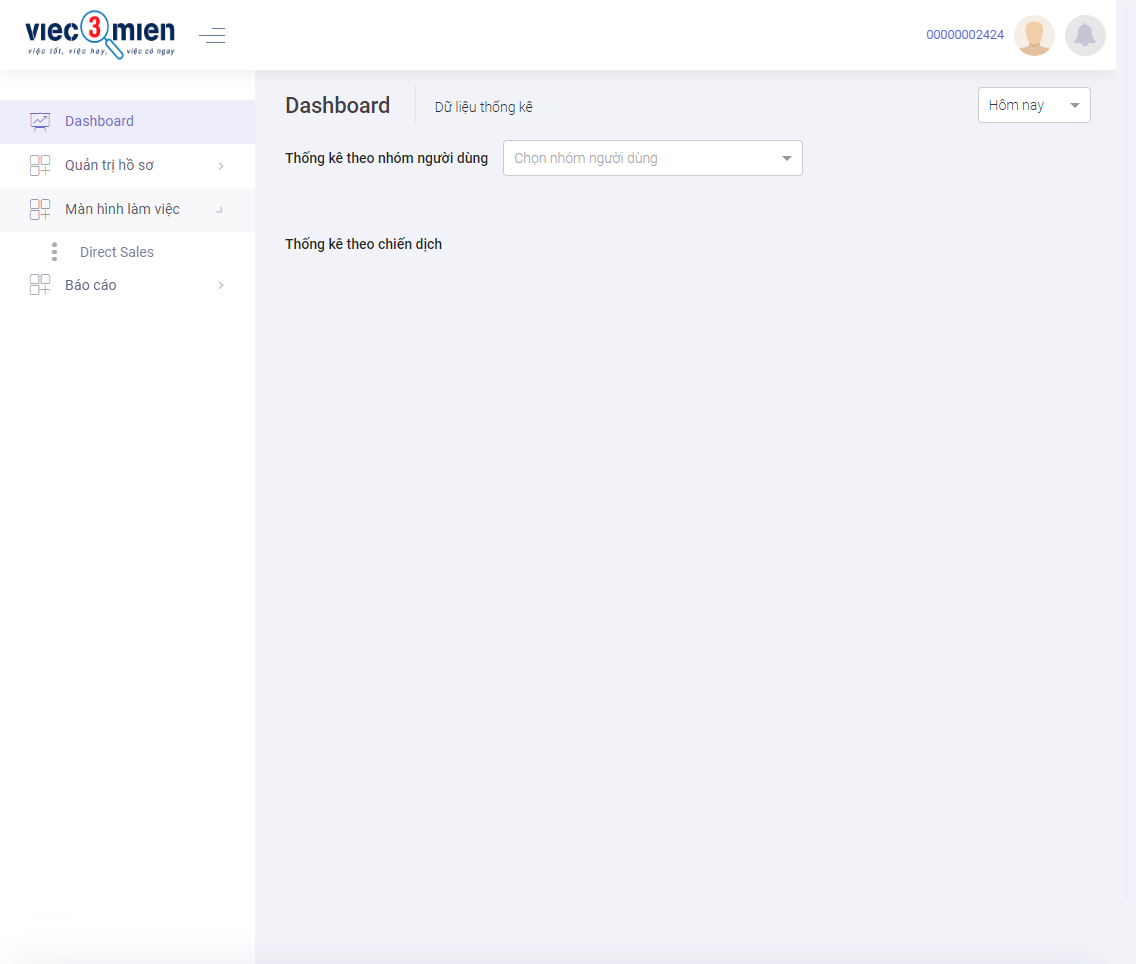 viec3mien
việc tốt, việc hay, việc có ngay
00000002424
Dashboard
Quản trị hồ sơ
Màn hình làm việc
Direct Sales
Báo cáo
Dashboard
Dữ liệu thống kê
Hôm nay
Thống kê theo nhóm người dùng
Chọn nhóm người dùng
Thống kê theo chiến dịch